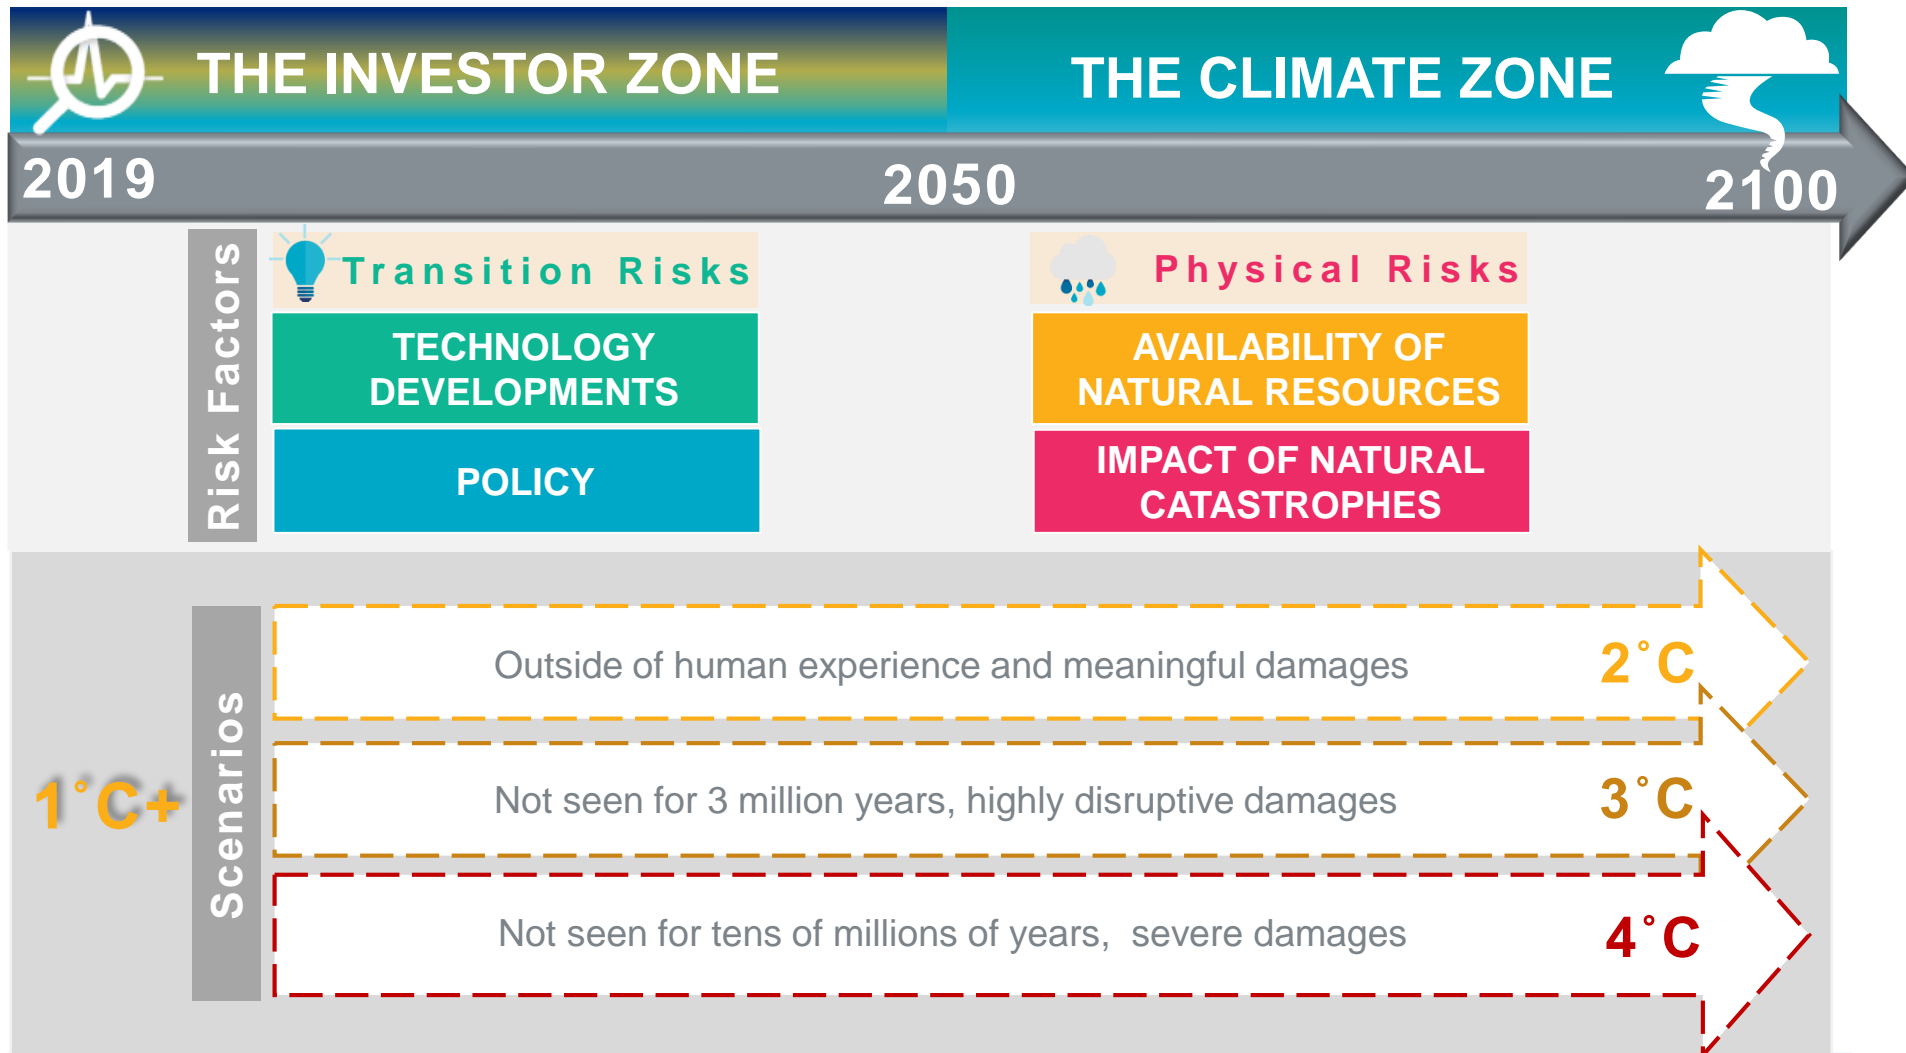 THE INVESTOR ZONE
THE CLIMATE ZONE
2019
2050
2100
Risk Factors
Transition Risks
TECHNOLOGY
DEVELOPMENTS
POLICY
Physical Risks
AVAILABILITY OF
NATURAL RESOURCES
IMPACT OF NATURAL
CATASTROPHES
1°C+
Scenarios
Outside of human experience and meaningful damages
2°C
Not seen for 3 million years, highly disruptive damages
3°C
Not seen for tens of millions of years, severe damages
4°C